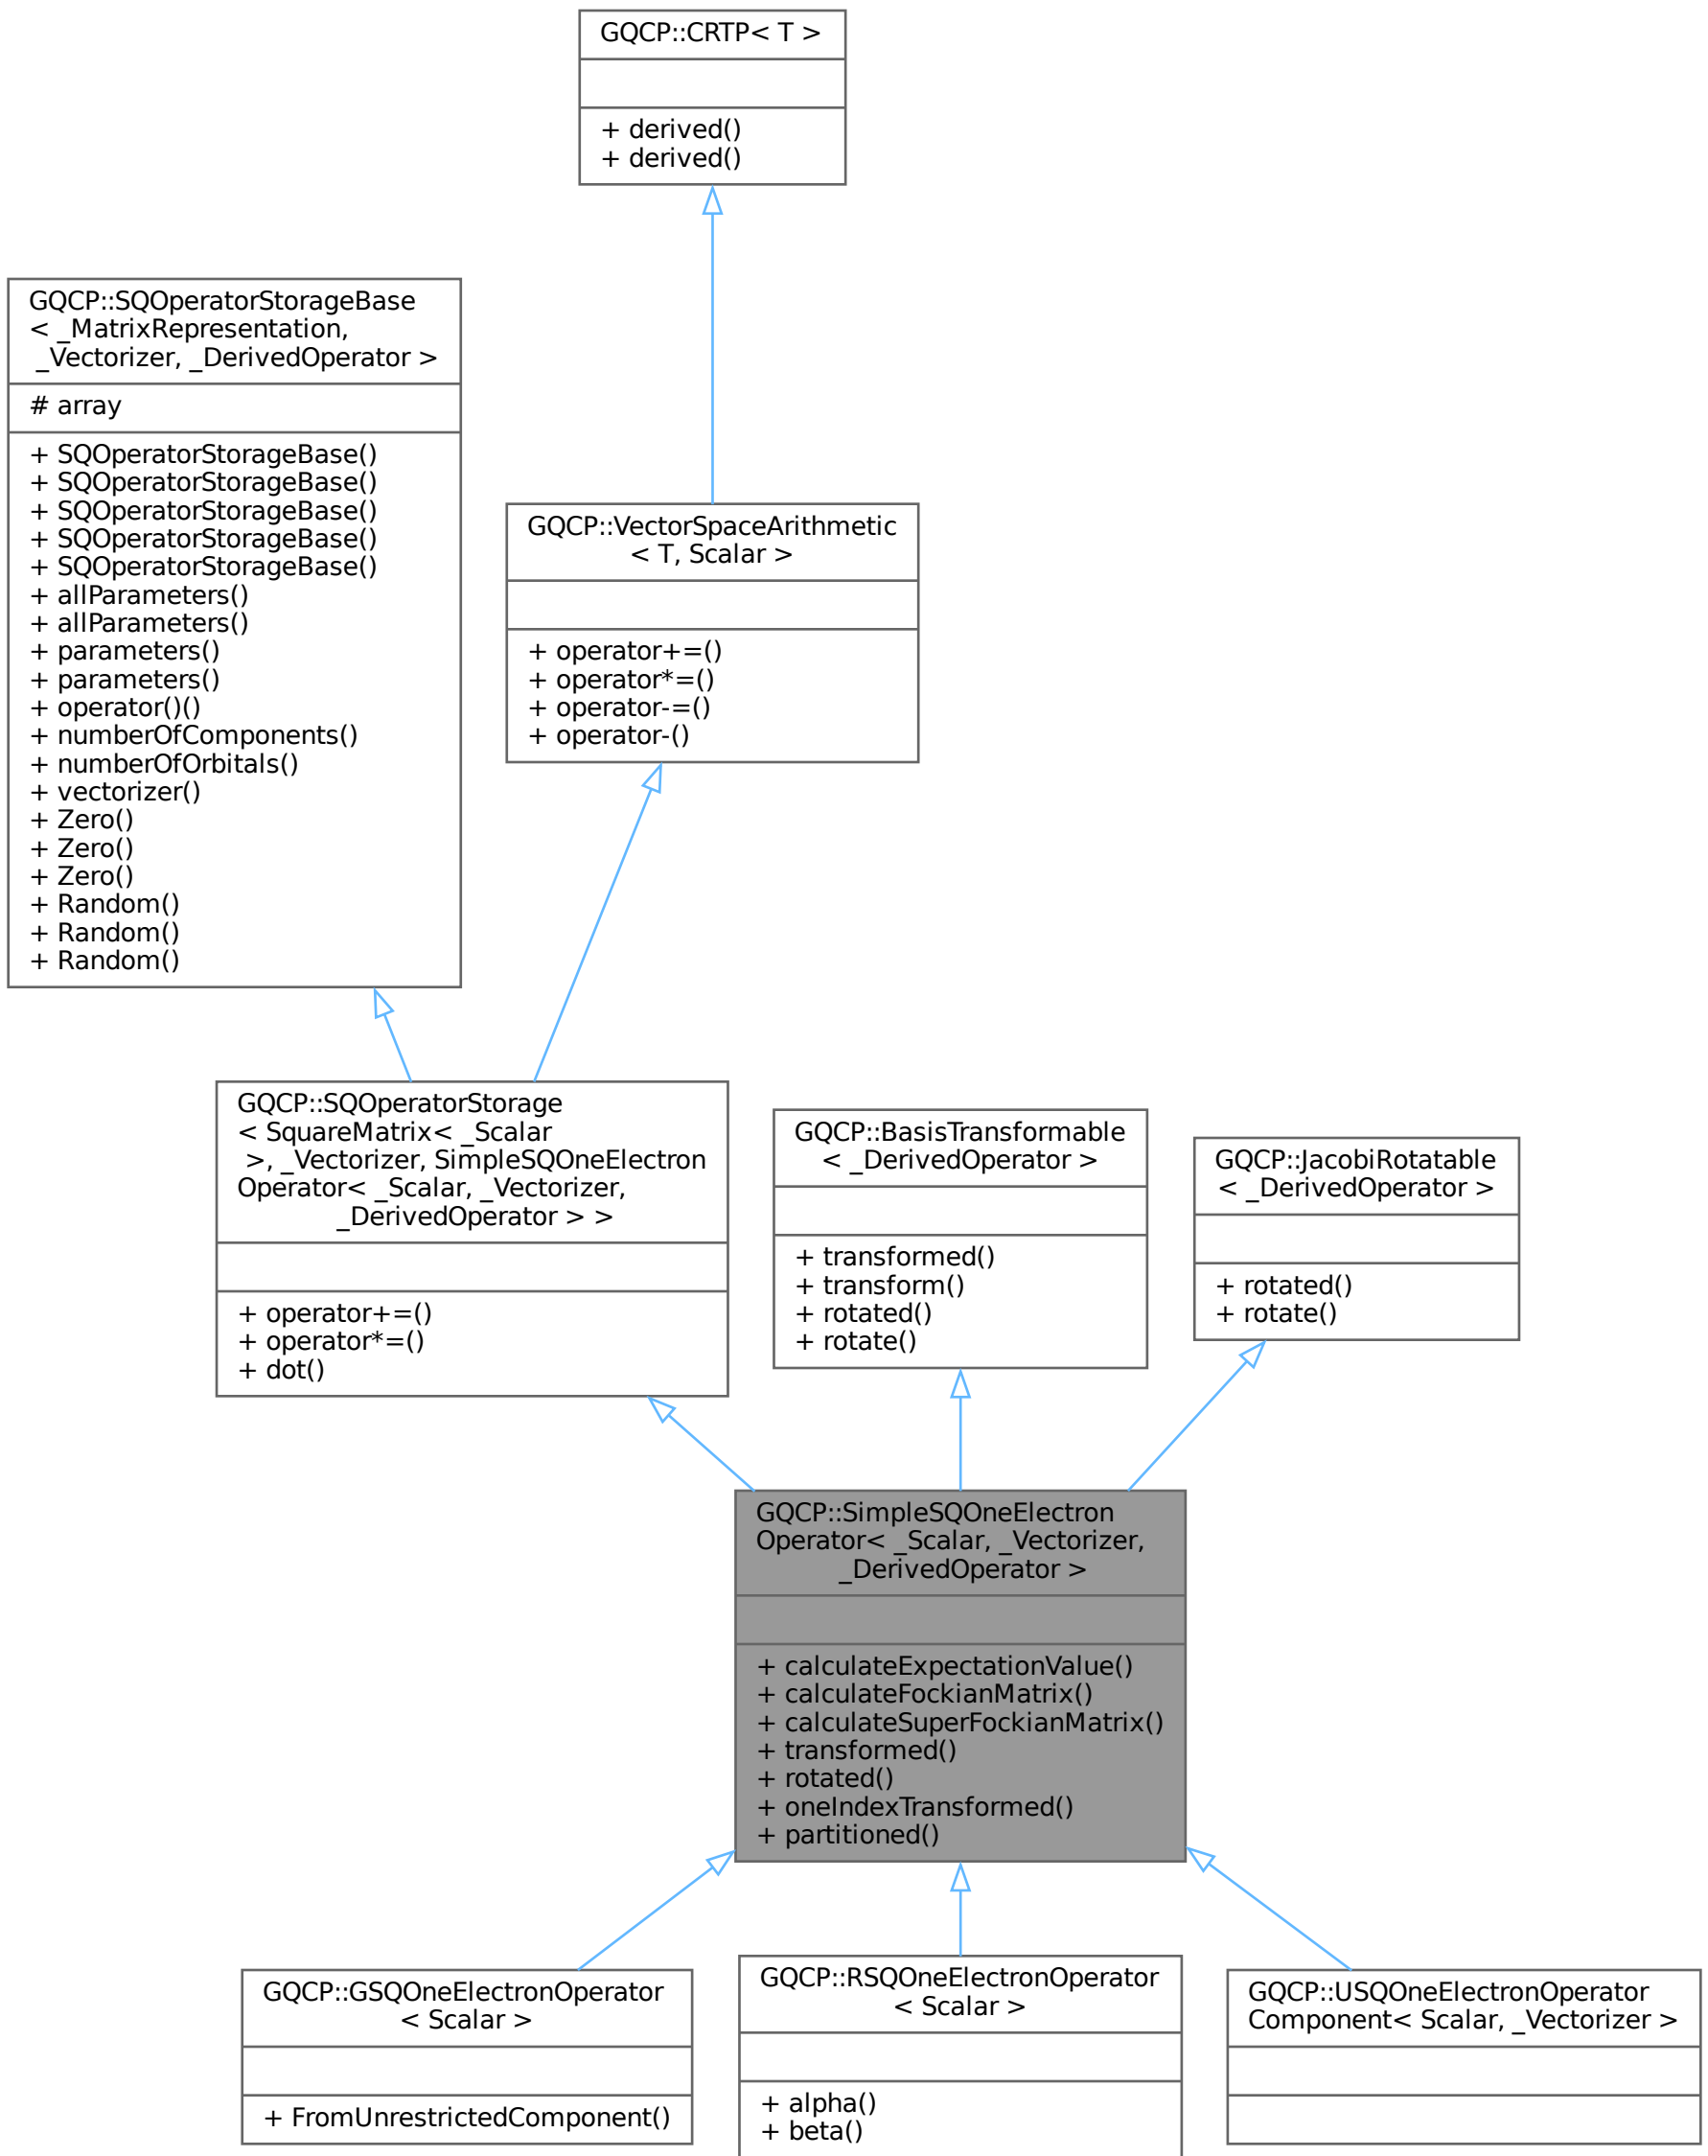 GQCP::CRTP< T >
+ derived()
+ derived()
GQCP::SQOperatorStorageBase
< _MatrixRepresentation,
_Vectorizer, _DerivedOperator >
# array
+ SQOperatorStorageBase()
+ SQOperatorStorageBase()
+ SQOperatorStorageBase()
+ SQOperatorStorageBase()
+ SQOperatorStorageBase()
+ allParameters()
+ allParameters()
+ parameters()
+ parameters()
+ operator()()
+ numberOfComponents()
+ numberOfOrbitals()
+ vectorizer()
+ Zero()
+ Zero()
+ Zero()
+ Random()
+ Random()
+ Random()
GQCP::VectorSpaceArithmetic
< T, Scalar >
+ operator+=()
+ operator*=()
+ operator-=()
+ operator-()
GQCP::SQOperatorStorage
< SquareMatrix< _Scalar
>, _Vectorizer, SimpleSQOneElectron
Operator< _Scalar, _Vectorizer,
_DerivedOperator > >
+ operator+=()
+ operator*=()
+ dot()
GQCP::BasisTransformable
< _DerivedOperator >
+ transformed()
+ transform()
+ rotated()
+ rotate()
GQCP::JacobiRotatable
< _DerivedOperator >
+ rotated()
+ rotate()
GQCP::SimpleSQOneElectron
Operator< _Scalar, _Vectorizer,
_DerivedOperator >
+ calculateExpectationValue()
+ calculateFockianMatrix()
+ calculateSuperFockianMatrix()
+ transformed()
+ rotated()
+ oneIndexTransformed()
+ partitioned()
GQCP::GSQOneElectronOperator
< Scalar >
+ FromUnrestrictedComponent()
GQCP::RSQOneElectronOperator
< Scalar >
+ alpha()
+ beta()
GQCP::USQOneElectronOperator
Component< Scalar, _Vectorizer >